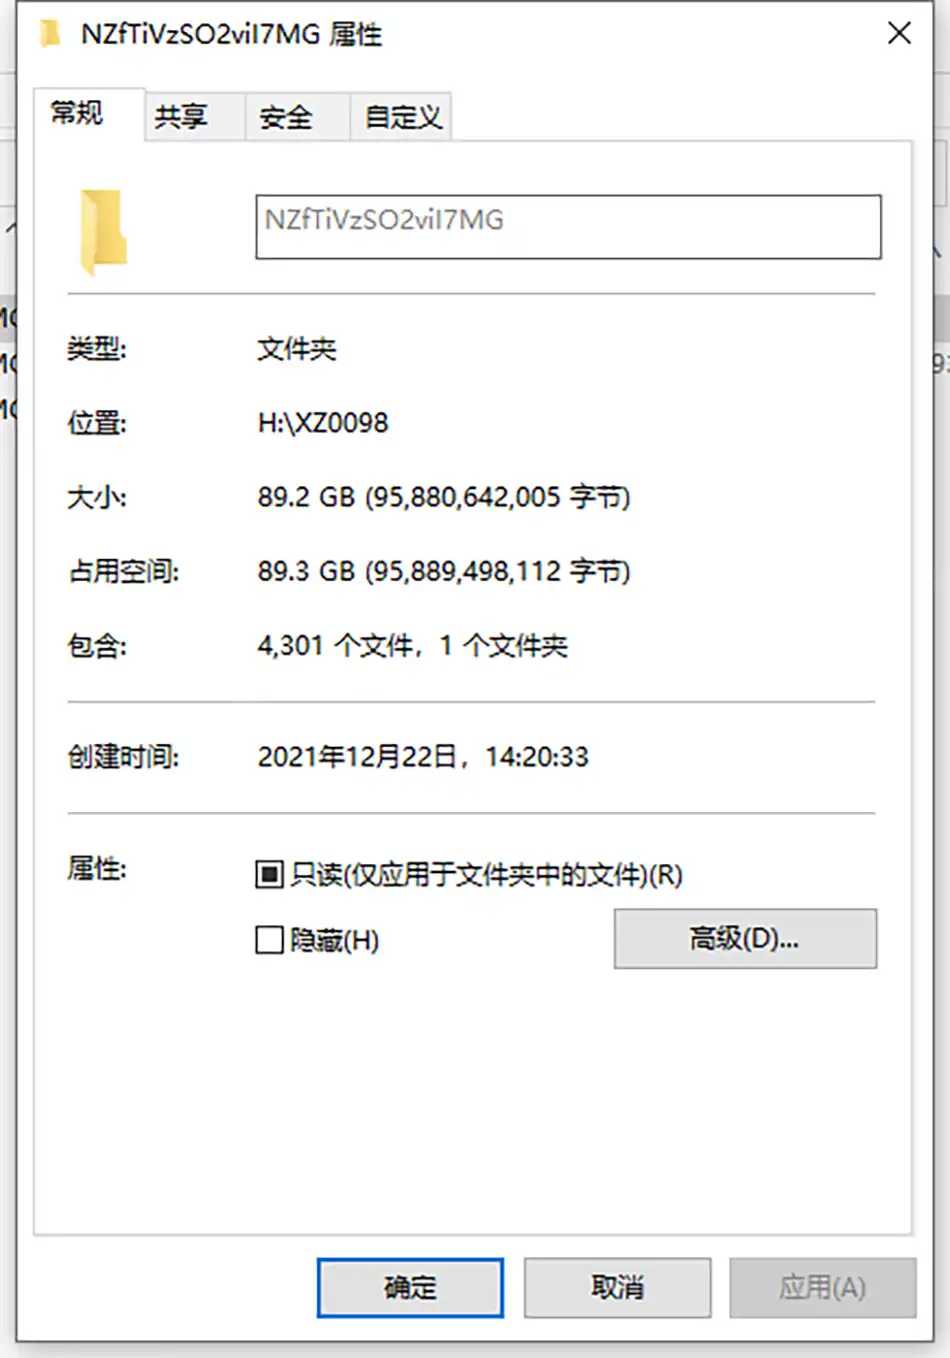 NZfTiVzSO2viI7MG 属性
常规 共享 安全 自定义
NZfTiVzSO2viI7MG
类型: 文件夹
位置: H:\XZ0098
大小: 89.2 GB (95,880,642,005 字节)
占用空间: 89.3 GB (95,889,498,112 字节)
包含: 4,301 个文件，1 个文件夹
创建时间: 2021年12月22日，14:20:33
属性: 只读(仅应用于文件夹中的文件)(R)
隐藏(H) 高级(D)...
确定 取消 应用(A)